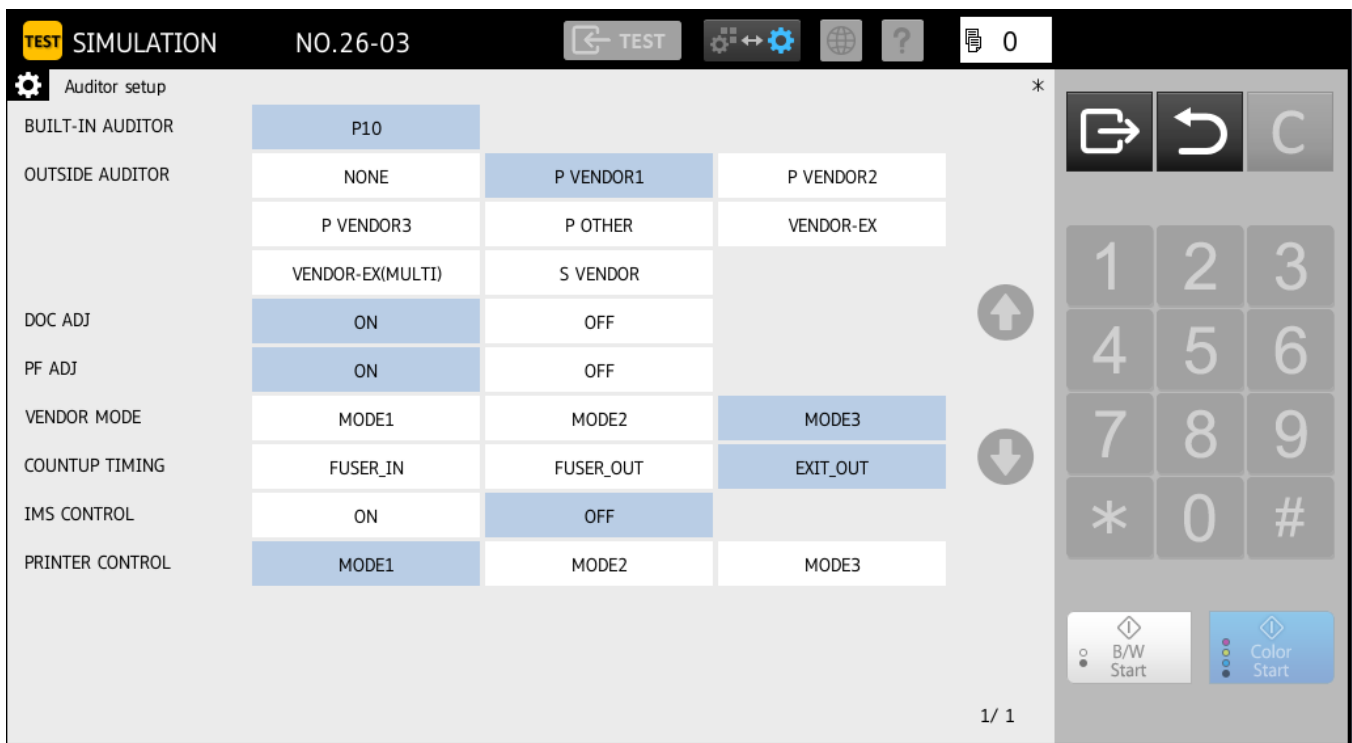 TEST SIMULATION NO.26-03 TEST ? 0
Auditor setup *
BUILT-IN AUDITOR P10
OUTSIDE AUDITOR NONE P VENDOR1 P VENDOR2
P VENDOR3 P OTHER VENDOR-EX
VENDOR-EX(MULTI) S VENDOR
DOC ADJ ON OFF
PF ADJ ON OFF
VENDOR MODE MODE1 MODE2 MODE3
COUNTUP TIMING FUSER_IN FUSER_OUT EXIT_OUT
IMS CONTROL ON OFF
PRINTER CONTROL MODE1 MODE2 MODE3
1/ 1
C
1 2 3
4 5 6
7 8 9
* 0 #
B/W
Start
Color
Start